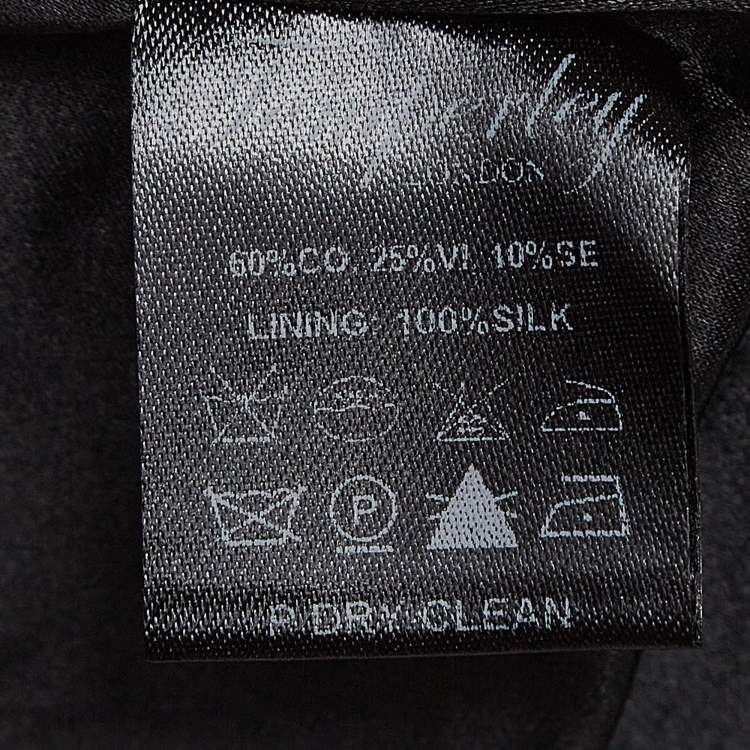 LONDON
60%CO. 25%VI. 10%SE
LINING: 100%SILK
P
P DRY CLEAN